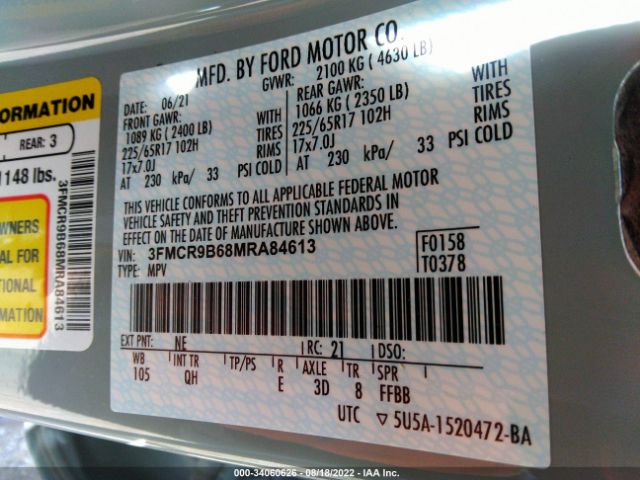 MFD. BY FORD MOTOR CO.
GVWR: 2100 KG ( 4630 LB)
DATE: 06/21
FRONT GAWR: WITH
1089 KG ( 2400 LB) TIRES
225/65R17 102H RIMS
17x7.0J
AT 230 kPa/ 33 PSI COLD
REAR GAWR: WITH
1066 KG ( 2350 LB) TIRES
225/65R17 102H RIMS
17x7.0J
AT 230 kPa/ 33 PSI COLD
THIS VEHICLE CONFORMS TO ALL APPLICABLE FEDERAL MOTOR
VEHICLE SAFETY AND THEFT PREVENTION STANDARDS IN
EFFECT ON THE DATE OF MANUFACTURE SHOWN ABOVE.
VIN: 3FMCR9B68MRA84613
TYPE: MPV
F0158
T0378
EXT PNT: NE RC: 21 DSO:
WB INT TR TP/PS R AXLE TR SPR
105 QH E 3D 8 FFBB
UTC ▽ 5U5A-1520472-BA
ORMATION
REAR: 3
1148 lbs.
3FMCR9B68MRA84613
WNERS
AL FOR
TIONAL
MATION
000-34060626 - 08/18/2022 - IAA Inc.